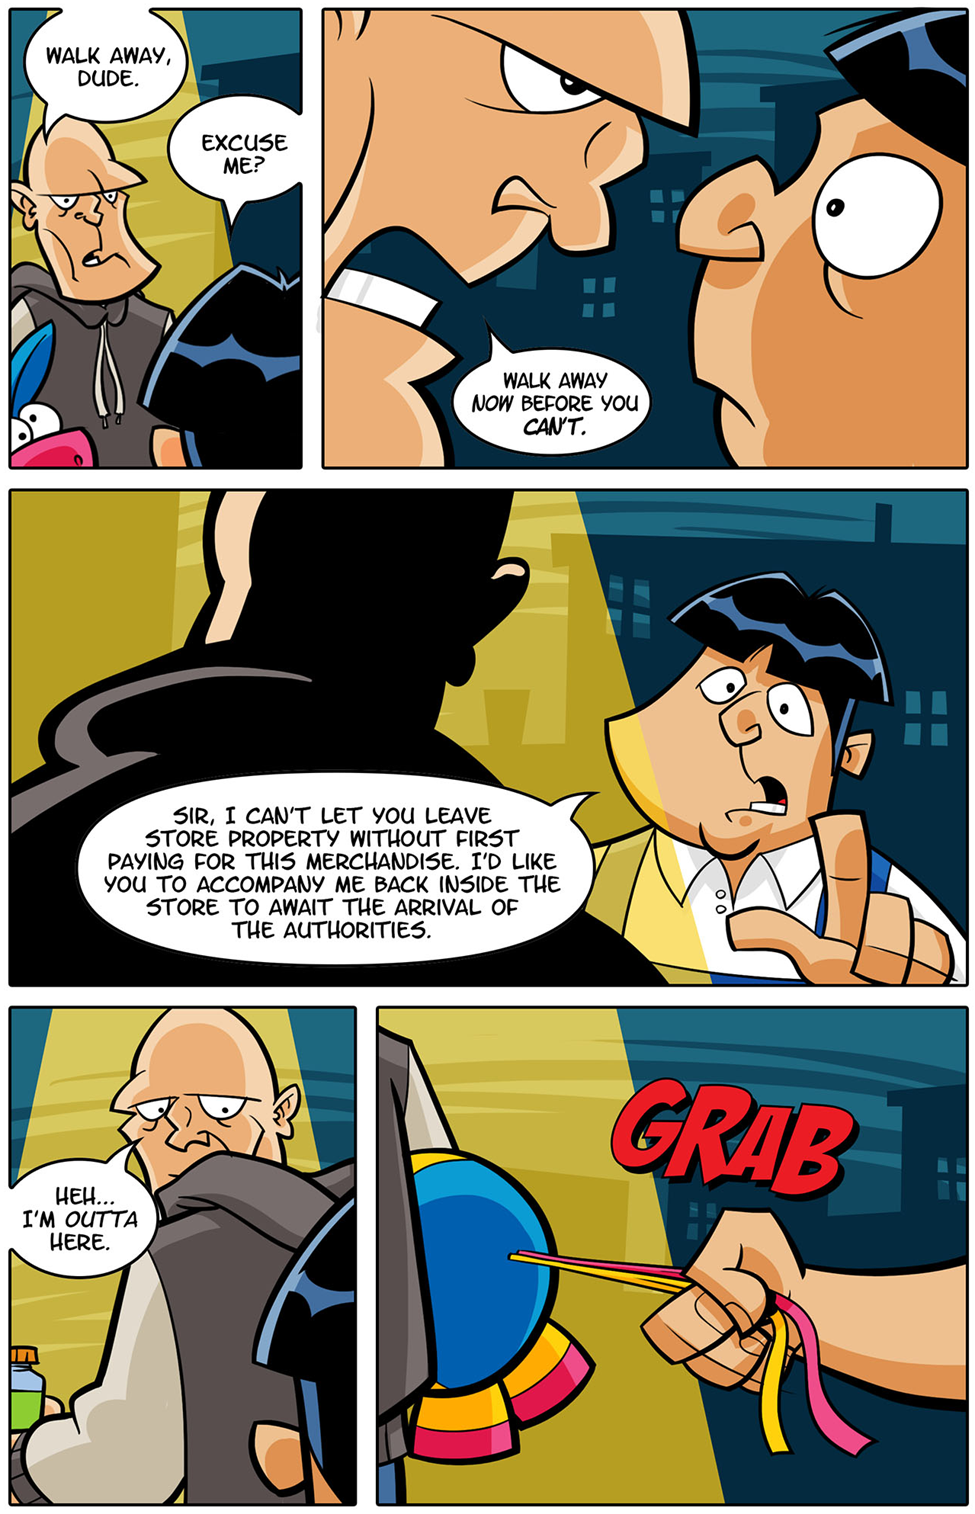 WALK AWAY,
DUDE.
EXCUSE
ME?
WALK AWAY
NOW BEFORE YOU
CAN'T.
SIR, I CAN'T LET YOU LEAVE
STORE PROPERTY WITHOUT FIRST
PAYING FOR THIS MERCHANDISE. I'D LIKE
YOU TO ACCOMPANY ME BACK INSIDE THE
STORE TO AWAIT THE ARRIVAL OF
THE AUTHORITIES.
HEH...
I'M OUTTA
HERE.
GRAB